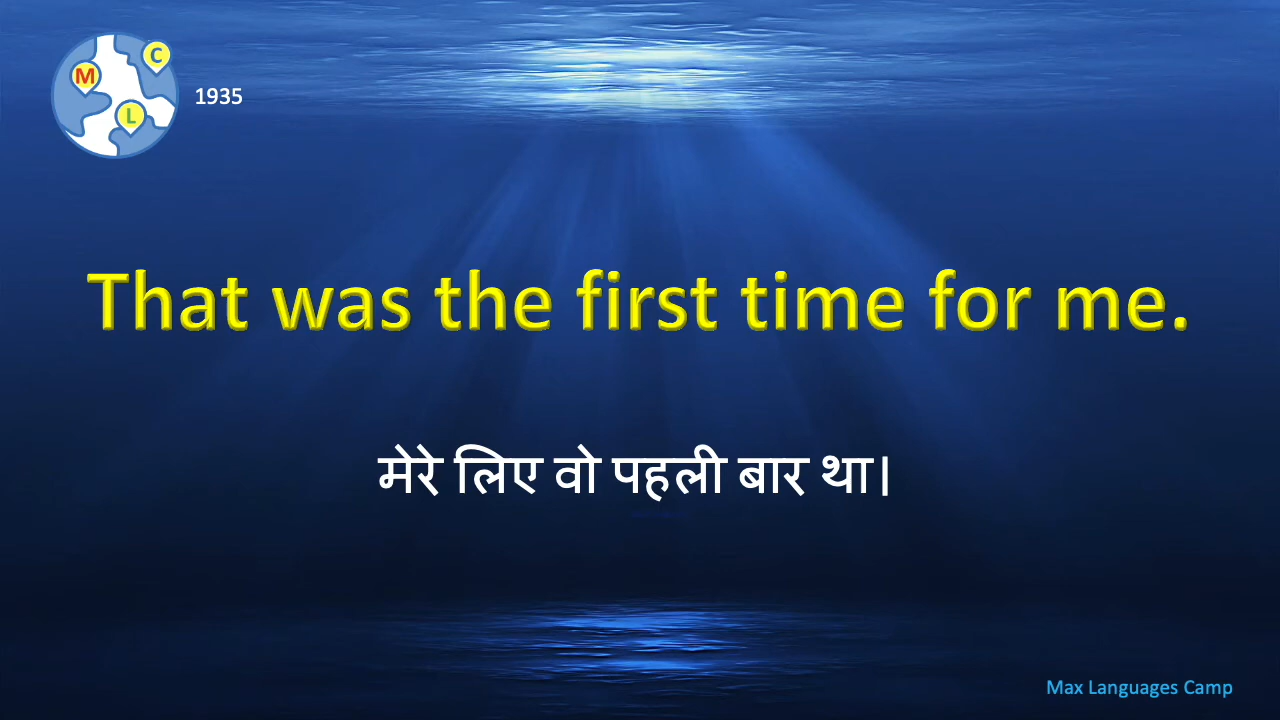 C
M
L
1935
That was the first time for me.
मेरे लिए वो पहली बार था।
Max Languages Camp